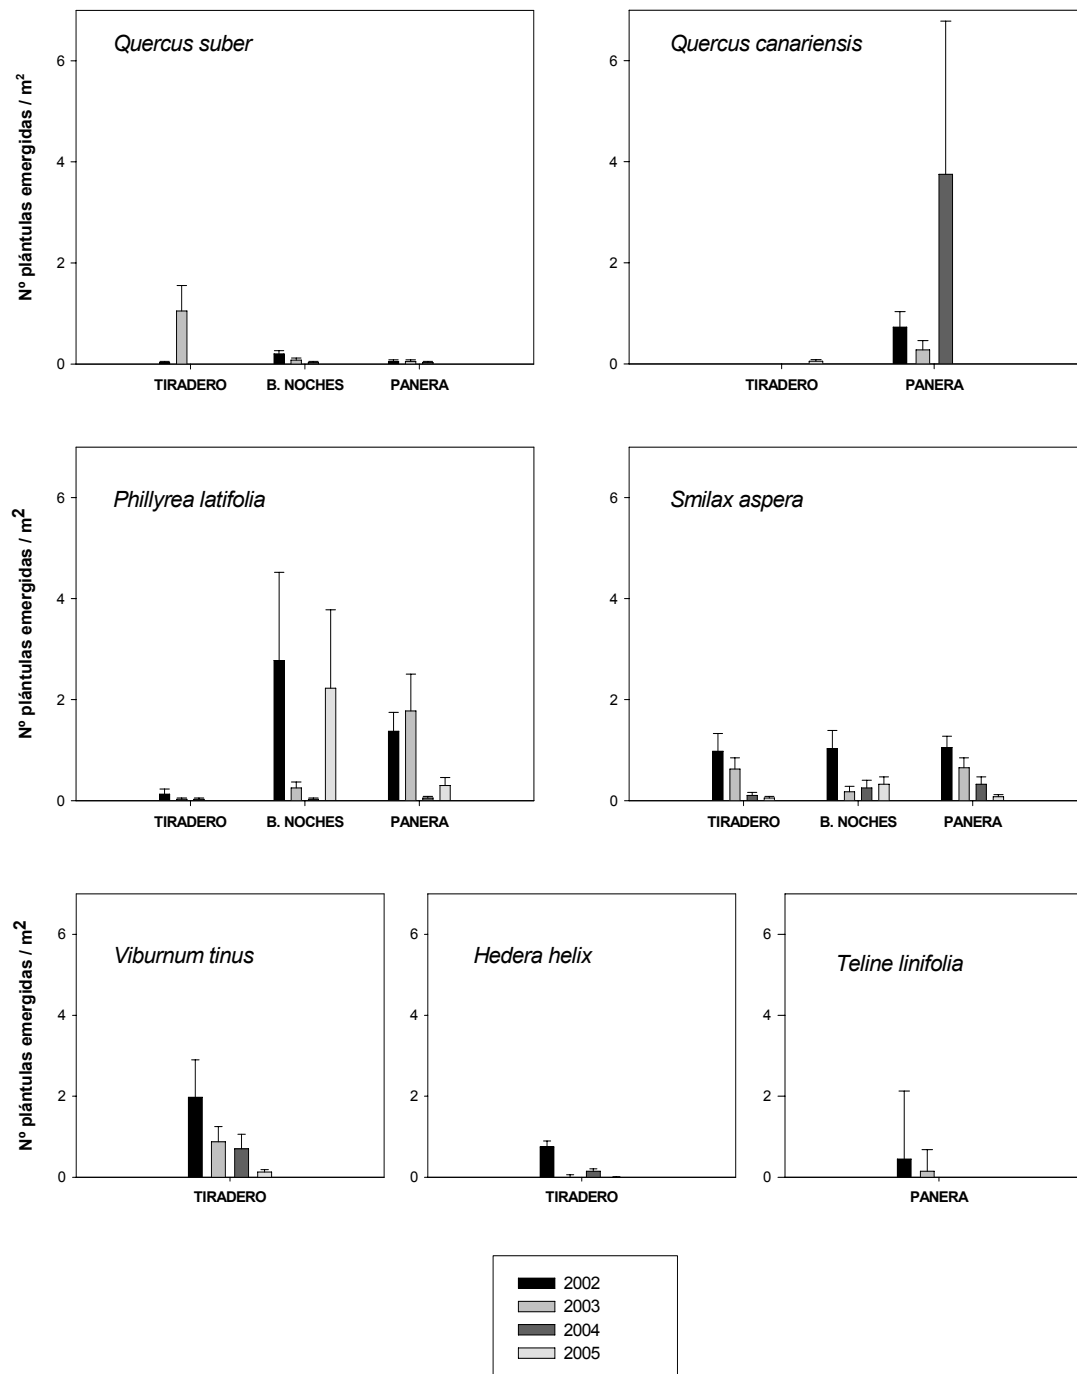 Quercus suber
Quercus canariensis
Nº plántulas emergidas / m²
6
4
2
0
6
4
2
0
TIRADERO B. NOCHES PANERA
TIRADERO PANERA
Phillyrea latifolia
Smilax aspera
Nº plántulas emergidas / m²
6
4
2
0
6
4
2
0
TIRADERO B. NOCHES PANERA
TIRADERO B. NOCHES PANERA
Viburnum tinus
Hedera helix
Teline linifolia
Nº plántulas emergidas / m²
6
4
2
0
6
4
2
0
6
4
2
0
TIRADERO
TIRADERO
PANERA
2002
2003
2004
2005